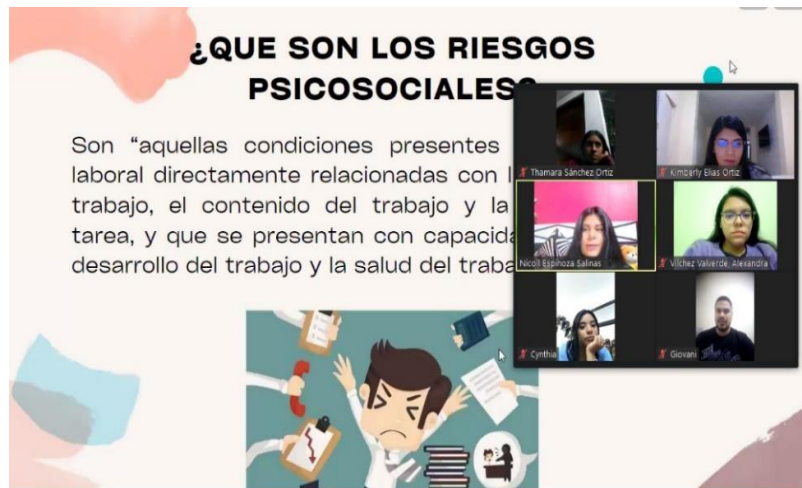 ¿QUE SON LOS RIESGOS
PSICOSOCIALES?
Son “aquellas condiciones presentes
laboral directamente relacionadas con
trabajo, el contenido del trabajo y la
tarea, y que se presentan con
desarrollo del trabajo y la salud del
Thamara Sánchez Ortiz
Kimberly Elias Ortiz
Nicoll Espinoza Salinas
Vilchez Valverde, Alexandra
Cynthia
Giovani